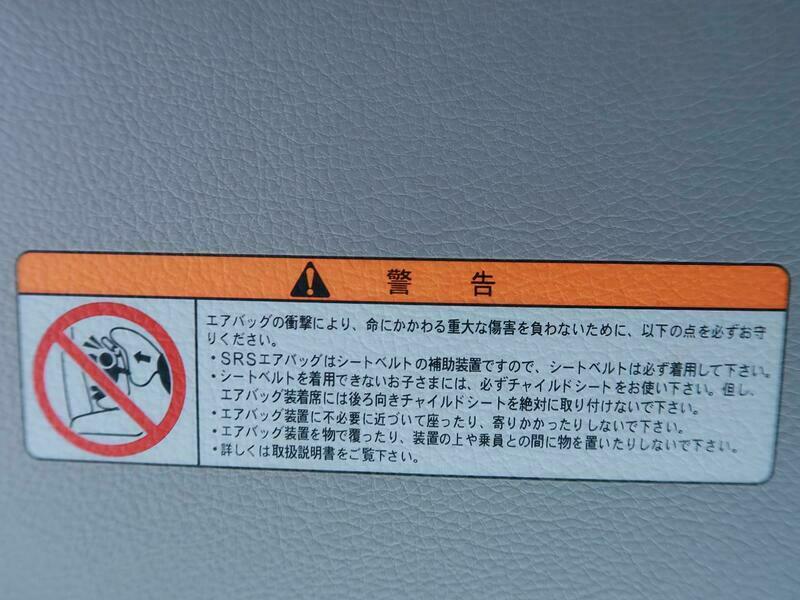 警告
エアバッグの衝撃により、命にかかわる重大な傷害を負わないために、以下の点を必ずお守
りください。
・SRSエアバッグはシートベルトの補助装置ですので、シートベルトは必ず着用して下さい。
・シートベルトを着用できないお子さまには、必ずチャイルドシートをお使い下さい。但し、
エアバッグ装着席には後ろ向きチャイルドシートを絶対に取り付けないで下さい。
・エアバッグ装置に不必要に近づいて座ったり、寄りかかったりしないで下さい。
・エアバッグ装置を物で覆ったり、装置の上や乗員との間に物を置いたりしないで下さい。
・詳しくは取扱説明書をご覧下さい。